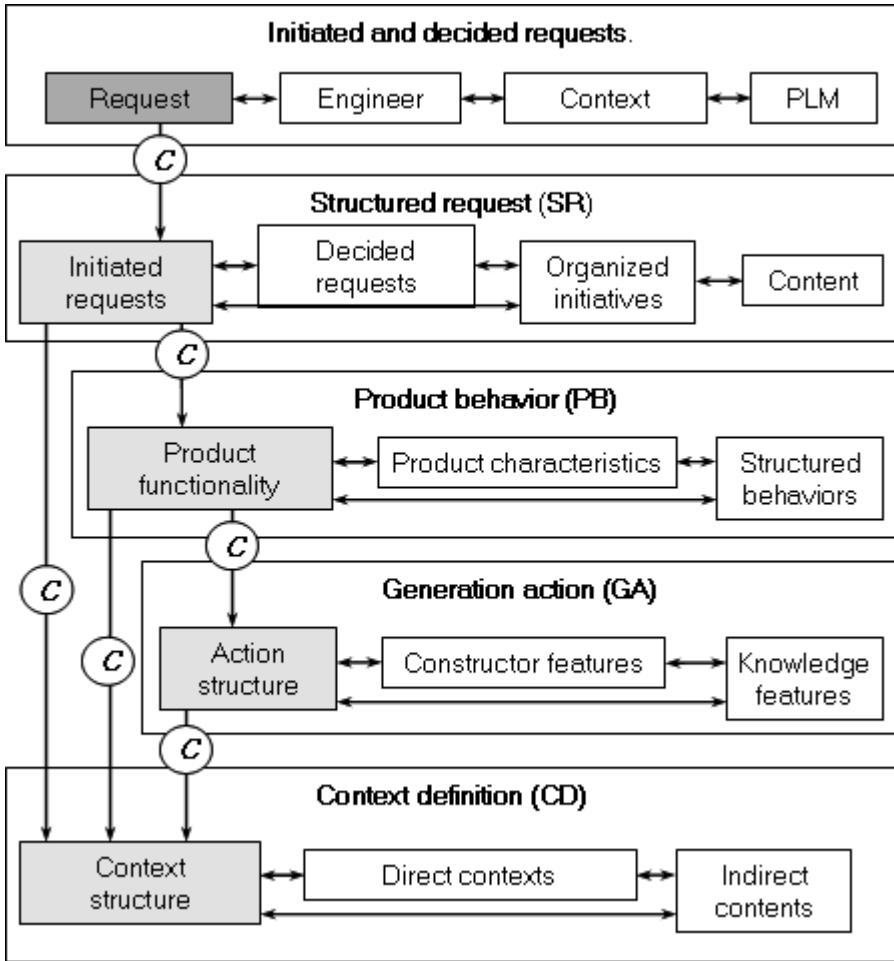 Initiated and decided requests.
Request
Engineer
Context
PLM
C
Structured request (SR)
Initiated
requests
Decided
requests
Organized
initiatives
Content
C
Product behavior (PB)
Product
functionality
Product characteristics
Structured
behaviors
C
C
C
Generation action (GA)
Action
structure
Constructor features
Knowledge
features
C
Context definition (CD)
Context
structure
Direct contexts
Indirect
contents